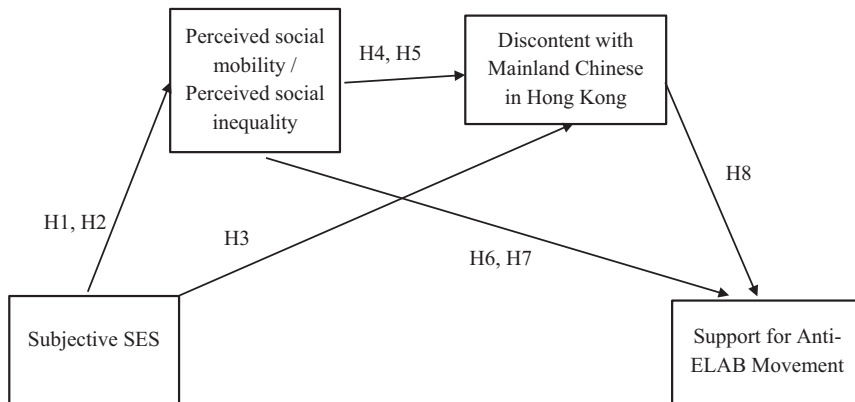 Perceived social
mobility /
Perceived social
inequality
H4, H5
Discontent with
Mainland Chinese
in Hong Kong
H1, H2
H3
H6, H7
H8
Subjective SES
Support for Anti-
ELAB Movement